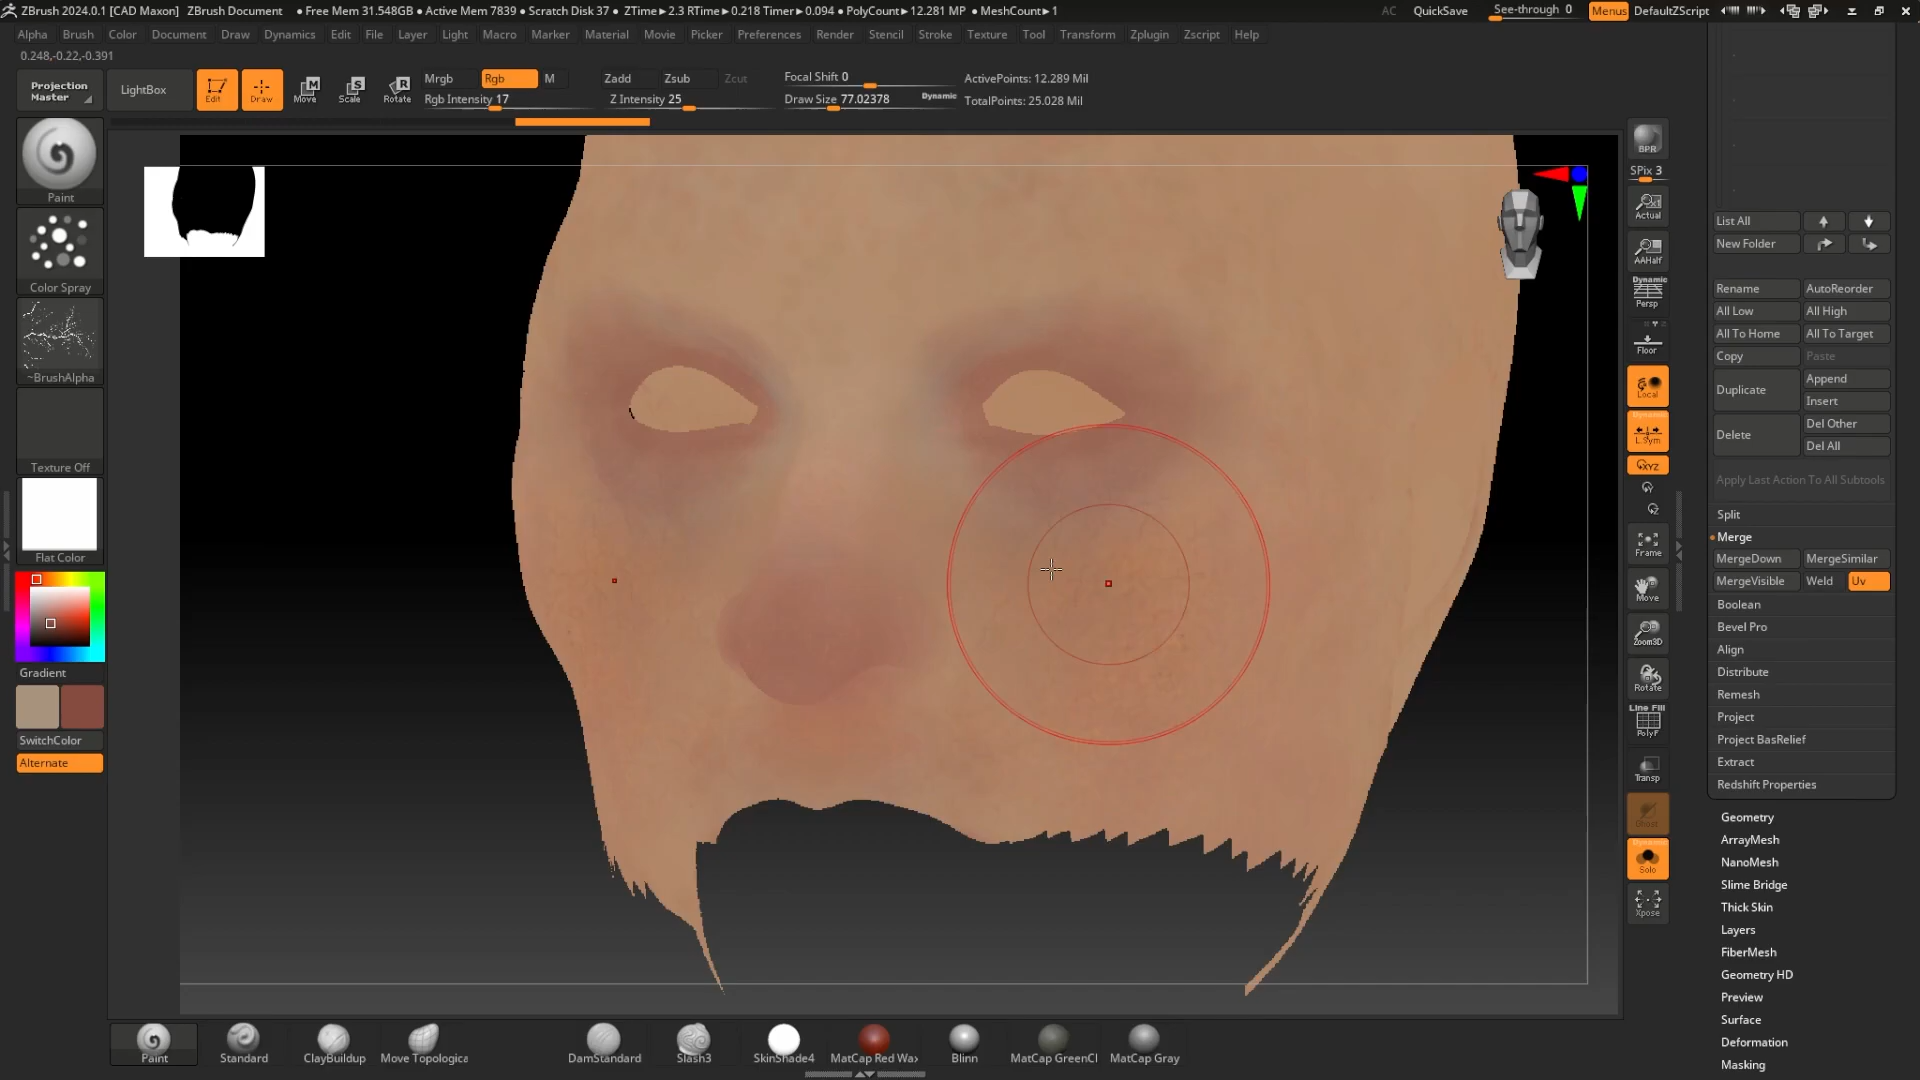 ZBrush 2024.0.1 [CAD Maxon]   ZBrush Document   • Free Mem 31.548GB • Active Mem 7839 • Scratch Disk 37 • ZTime►2.3 RTime►0.218 Timer►0.094 • PolyCount►12.281 MP • MeshCount►1   AC   QuickSave   See-through 0   Menus   DefaultZScript
Alpha Brush Color Document Draw Dynamics Edit File Layer Light Macro Marker Material Movie Picker Preferences Render Stencil Stroke Texture Tool Transform Zplugin Zscript Help
0.248,-0.22,-0.391
Projection Master
LightBox
Edit
Draw
Move
Scale
Rotate
Mrgb Rgb M
Rgb Intensity 17
Zadd Zsub Zcut
Z Intensity 25
Focal Shift 0
Draw Size 77.02378 Dynamic
ActivePoints: 12.289 Mil
TotalPoints: 25.028 Mil
Paint
Color Spray
~BrushAlpha
Texture Off
Flat Color
Gradient
SwitchColor
Alternate
BPR
SPix 3
Actual
AAHalf
Dynamic
Persp
Floor
Local
Dynamic
L.Sym
XYZ
Frame
Move
Zoom3D
Rotate
Line Fill
PolyF
Transp
Ghost
Dynamic
Solo
Xpose
List All
New Folder
Rename AutoReorder
All Low All High
All To Home All To Target
Copy Paste
Duplicate Append
Insert
Delete Del Other
Del All
Apply Last Action To All Subtools
Split
Merge
MergeDown MergeSimilar
MergeVisible Weld Uv
Boolean
Bevel Pro
Align
Distribute
Remesh
Project
Project BasRelief
Extract
Redshift Properties
Geometry
ArrayMesh
NanoMesh
Slime Bridge
Thick Skin
Layers
FiberMesh
Geometry HD
Preview
Surface
Deformation
Masking
Paint Standard ClayBuildup Move Topologica DamStandard Slash3 SkinShade4 MatCap Red Wax Blinn MatCap GreenCl MatCap Gray